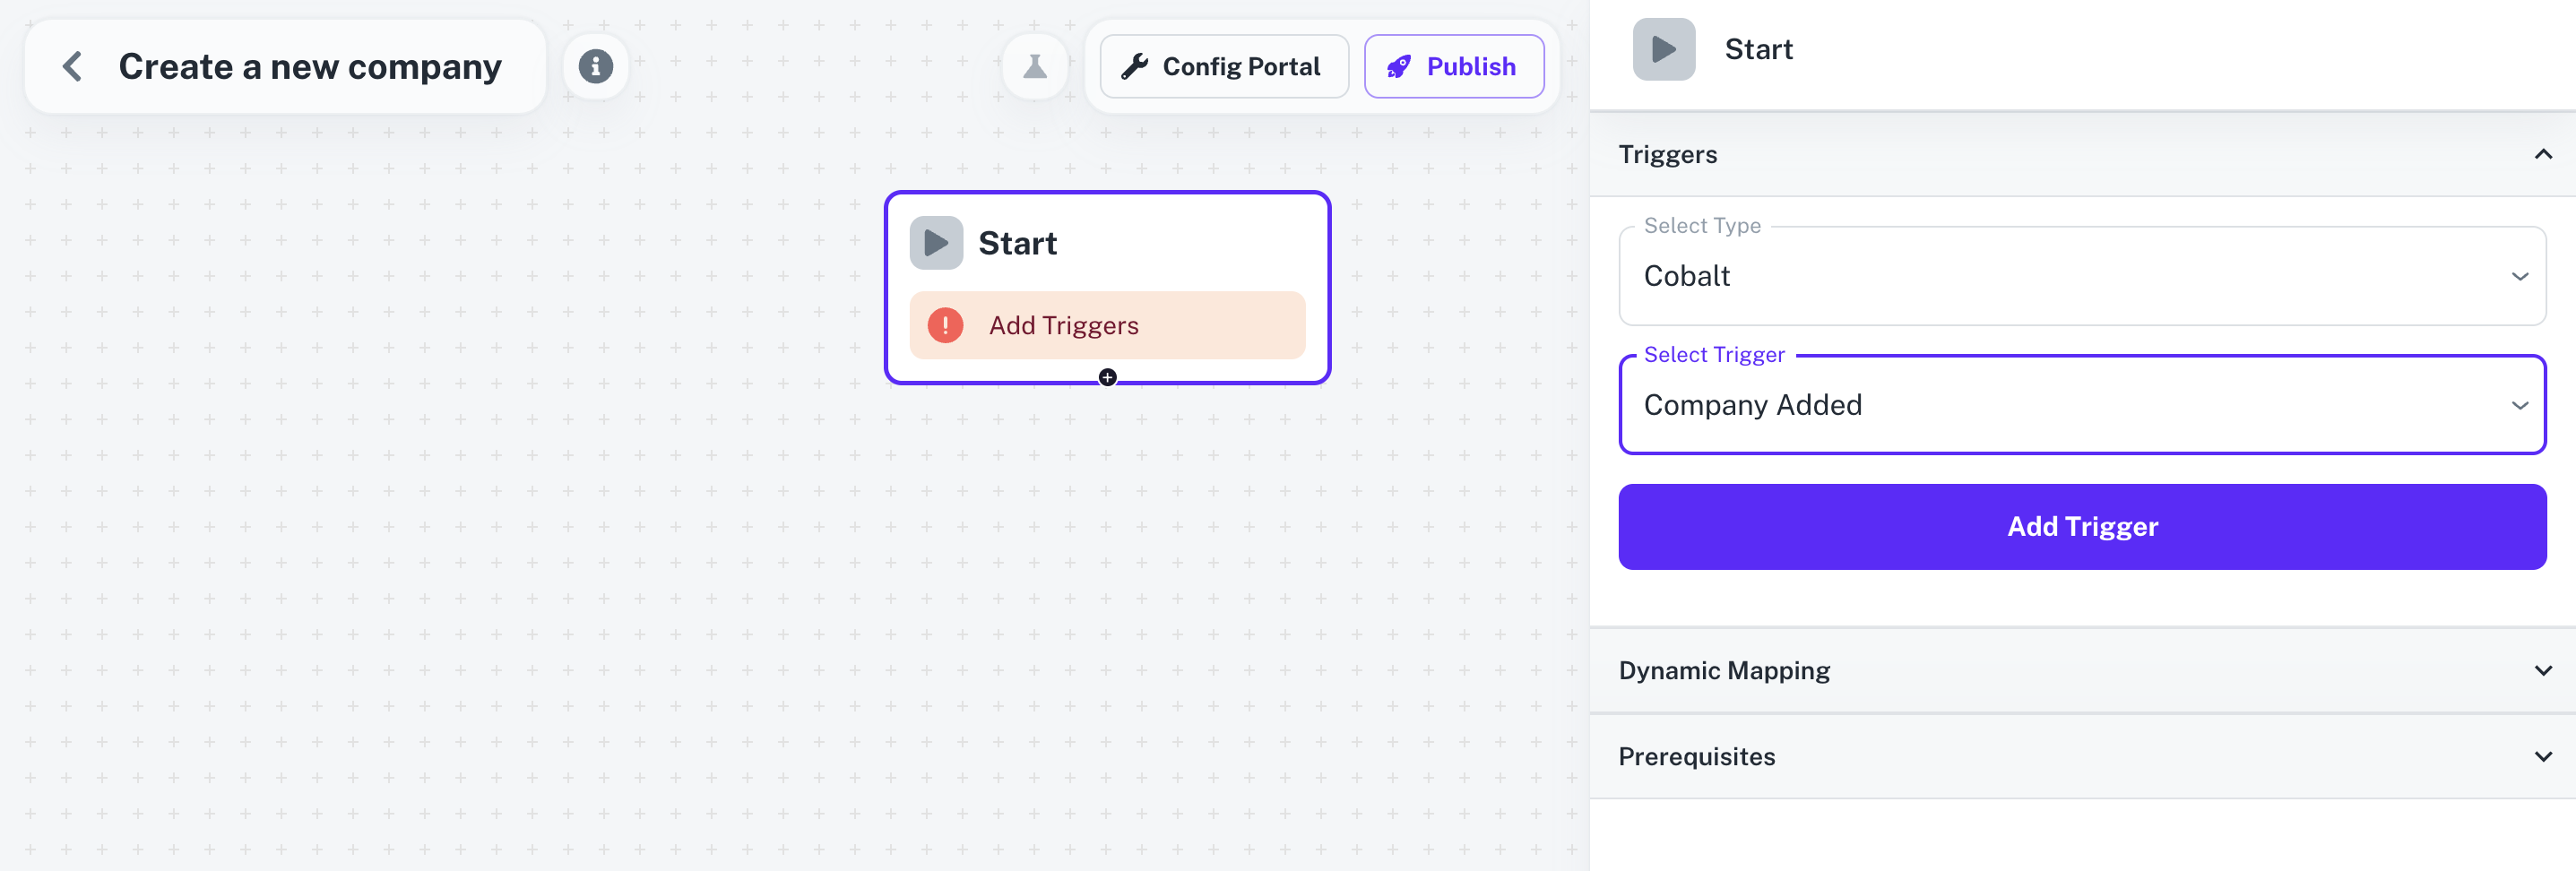 Create a new company
Config Portal
Publish
Start
Add Triggers
Start
Triggers
Select Type
Cobalt
Select Trigger
Company Added
Add Trigger
Dynamic Mapping
Prerequisites